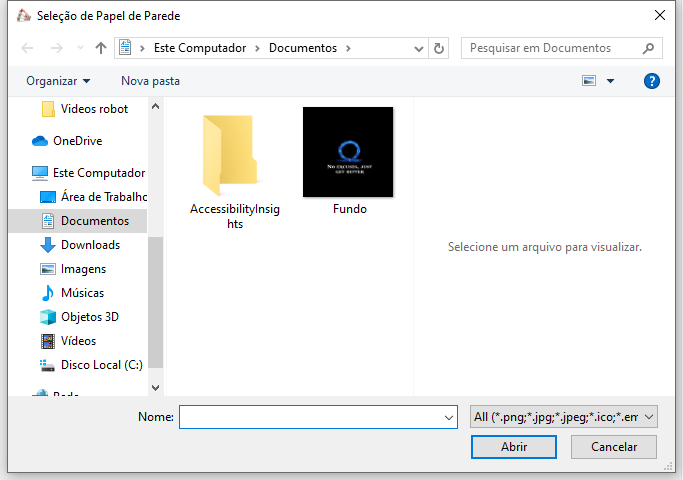 Seleção de Papel de Parede
Este Computador
Documentos
Pesquisar em Documentos
Organizar
Nova pasta
?
Videos robot
OneDrive
Este Computador
Área de Trabalho
Documentos
Downloads
Imagens
Músicas
Objetos 3D
Vídeos
Disco Local (C:)
Rede
AccessibilityInsig
hts
No excuses, just
get better
Fundo
Selecione um arquivo para visualizar.
Nome:
All (*.png;*.jpg;*.jpeg;*.ico;*.em
Abrir
Cancelar